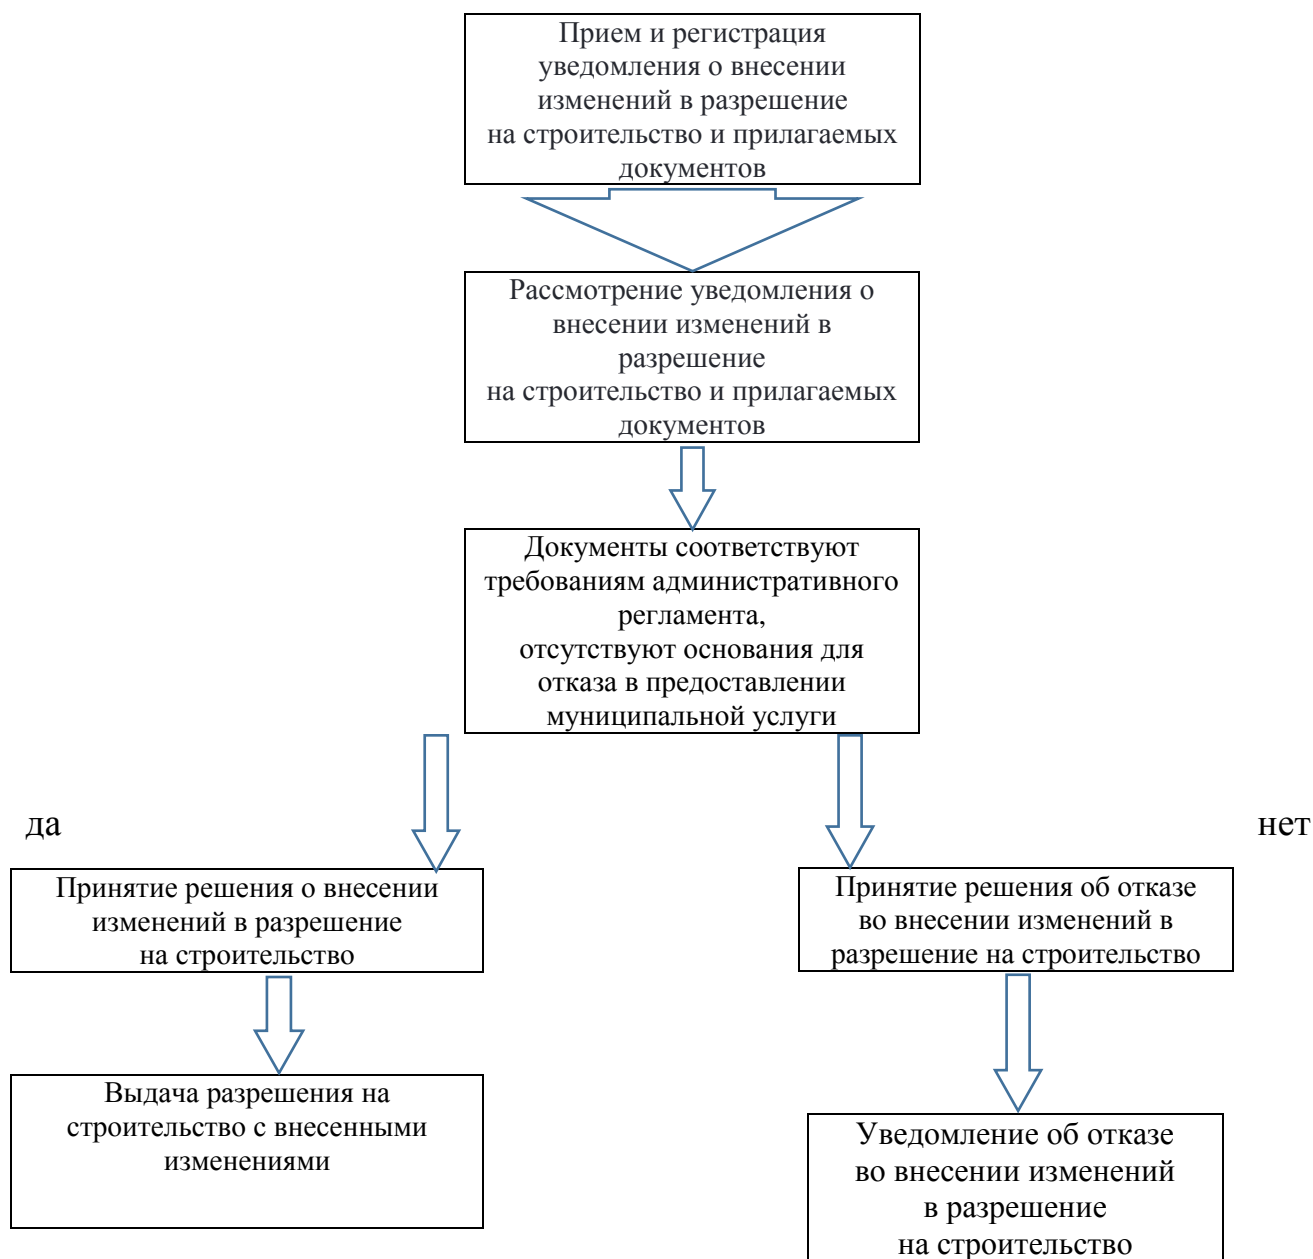 Прием и регистрация
уведомления о внесении
изменений в разрешение
на строительство и прилагаемых
документов
Рассмотрение уведомления о
внесении изменений в
разрешение
на строительство и прилагаемых
документов
Документы соответствуют
требованиям административного
регламента,
отсутствуют основания для
отказа в предоставлении
муниципальной услуги
да
нет
Принятие решения о внесении
изменений в разрешение
на строительство
Принятие решения об отказе
во внесении изменений в
разрешение на строительство
Выдача разрешения на
строительство с внесенными
изменениями
Уведомление об отказе
во внесении изменений
в разрешение
на строительство